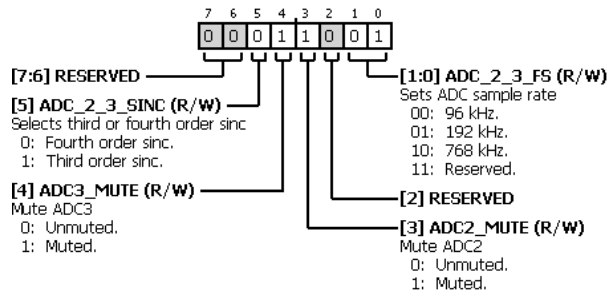 7 6 5 4 3 2 1 0
0 0 0 1 1 0 0 1
[7:6] RESERVED
[5] ADC_2_3_SINC (R/W)
Selects third or fourth order sinc
0: Fourth order sinc.
1: Third order sinc.
[4] ADC3_MUTE (R/W)
Mute ADC3
0: Unmuted.
1: Muted.
[1:0] ADC_2_3_FS (R/W)
Sets ADC sample rate
00: 96 kHz.
01: 192 kHz.
10: 768 kHz.
11: Reserved.
[2] RESERVED
[3] ADC2_MUTE (R/W)
Mute ADC2
0: Unmuted.
1: Muted.